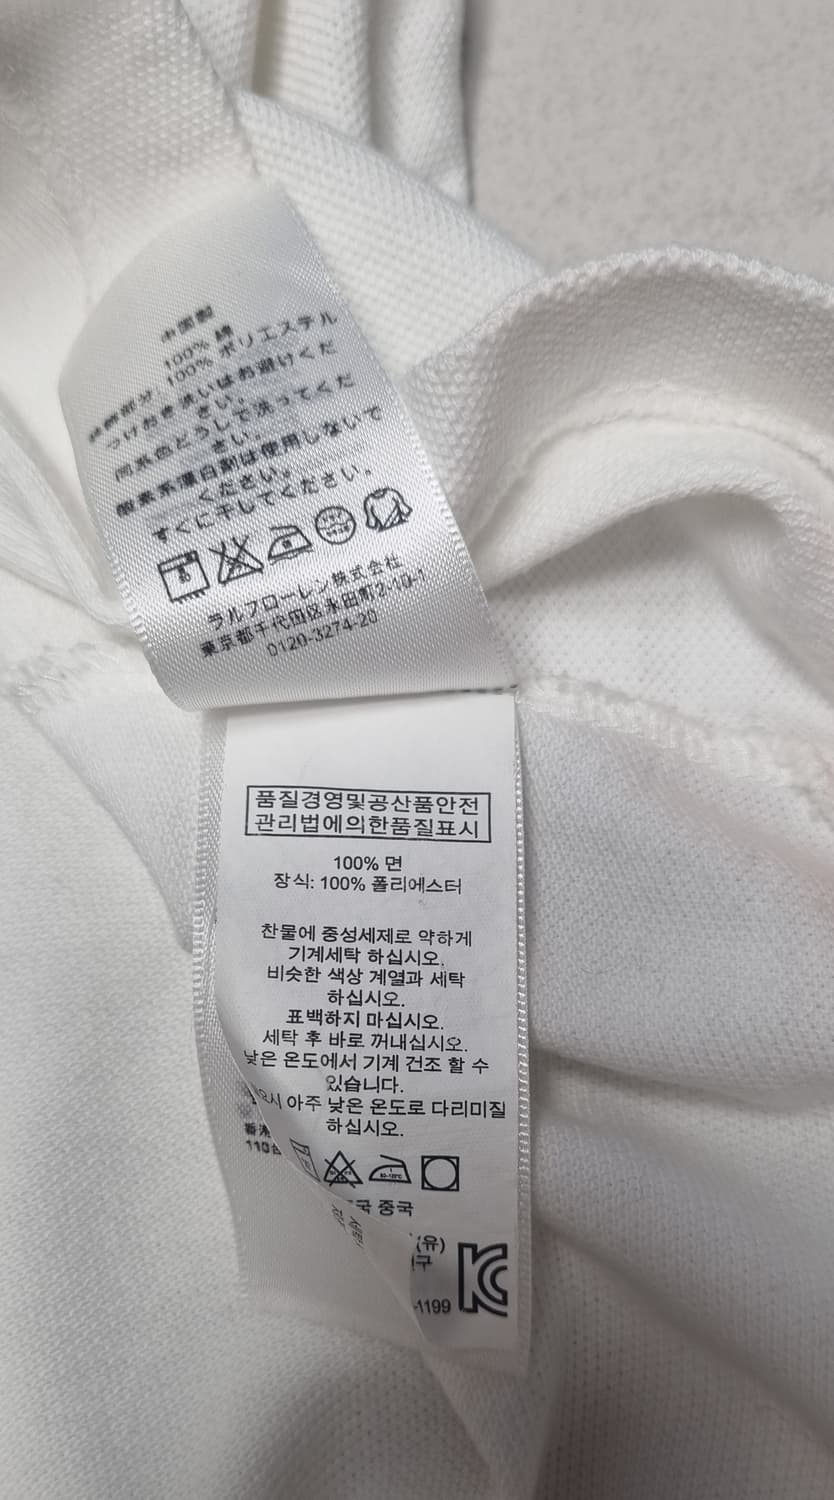 中国製
100% 綿
装飾部分: 100% ポリエステル
つけおき洗いはお避けくだ
さい。
同系色どうしで洗ってくだ
さい。
酸素系漂白剤は使用しないで
ください。
すぐに干してください。
ラルフローレン株式会社
東京都千代田区永田町2-10-1
0120-3274-20
품질경영및공산품안전
관리법에의한품질표시
100% 면
장식: 100% 폴리에스터
찬물에 중성세제로 약하게
기계세탁 하십시오.
비슷한 색상 계열과 세탁
하십시오.
표백하지 마십시오.
세탁 후 바로 꺼내십시오.
낮은 온도에서 기계 건조 할 수
있습니다.
아주 낮은 온도로 다리미질
하십시오.
110
80~120℃
국 중국
(유)
구
-1199